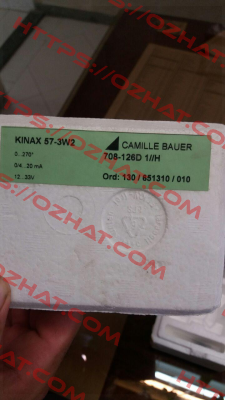 KINAX 57-3W2
CAMILLE BAUER
0...270°
708-126D 1//H
3/4...20 mA
12...33V
Ord: 130 / 651310 / 010
HTTPS://OZHAT.COM